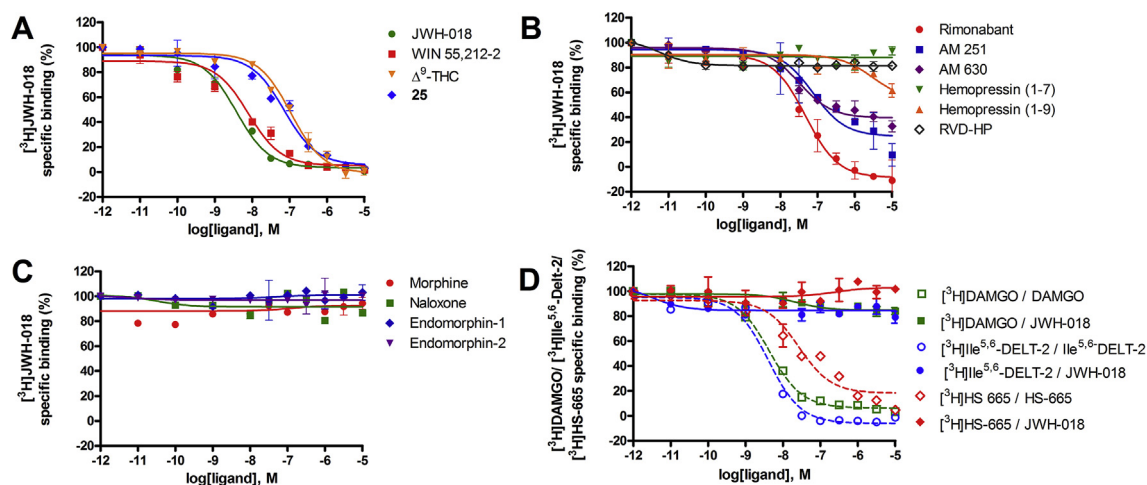 A
[³H]JWH-018
specific binding (%)
120
100
80
60
40
20
0
20
-12 -11 -10 -9 -8 -7 -6 -5
log[ligand], M
JWH-018
WIN 55,212-2
Δ⁹-THC
25
B
[³H]JWH-018
specific binding (%)
120
100
80
60
40
20
0
20
-12 -11 -10 -9 -8 -7 -6 -5
log[ligand], M
Rimonabant
AM 251
AM 630
Hemopressin (1-7)
Hemopressin (1-9)
RVD-HP
C
[³H]JWH-018
specific binding (%)
120
100
80
60
40
20
0
20
-12 -11 -10 -9 -8 -7 -6 -5
log[ligand], M
Morphine
Naloxone
Endomorphin-1
Endomorphin-2
D
[³H]DAMGO/ [³H]Ile⁵,⁶-Delt-2/
[³H]HS-665 specific binding (%)
120
100
80
60
40
20
0
20
-12 -11 -10 -9 -8 -7 -6 -5
log[ligand], M
[³H]DAMGO / DAMGO
[³H]DAMGO / JWH-018
[³H]Ile⁵,⁶-DELT-2 / Ile⁵,⁶-DELT-2
[³H]Ile⁵,⁶-DELT-2 / JWH-018
[³H]HS 665 / HS-665
[³H]HS-665 / JWH-018